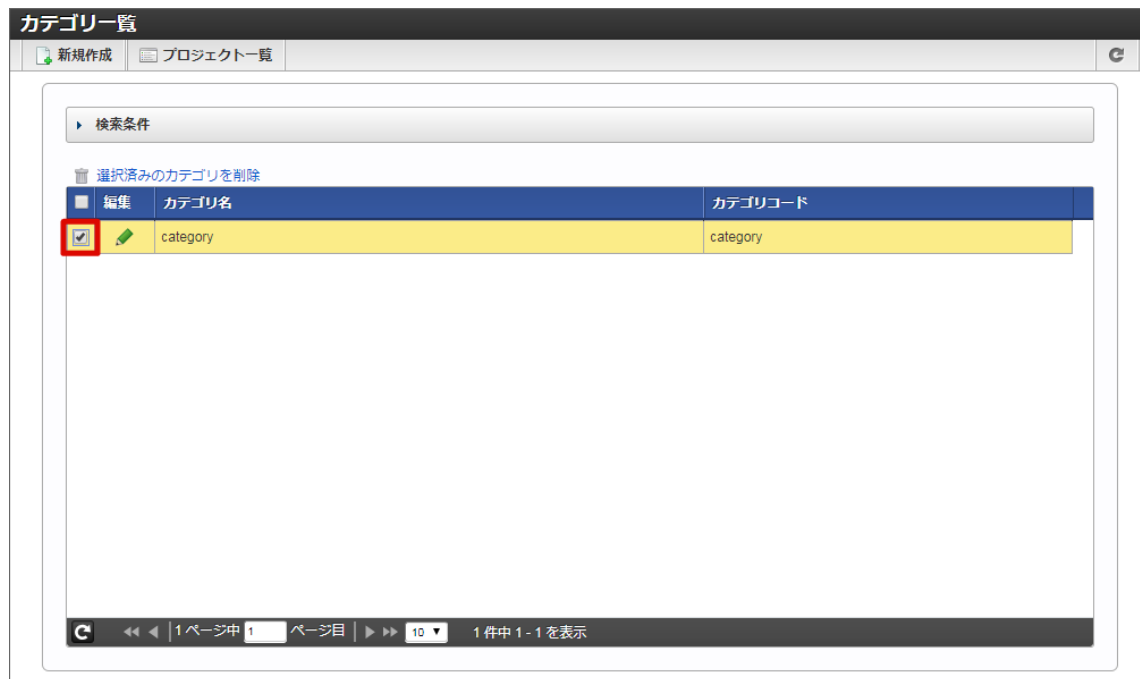 カテゴリ一覧
新規作成 プロジェクト一覧
検索条件
選択済みのカテゴリを削除
編集 カテゴリ名 カテゴリコード
category category
1 ページ中 1 ページ目 10 1 件中 1 - 1 を表示